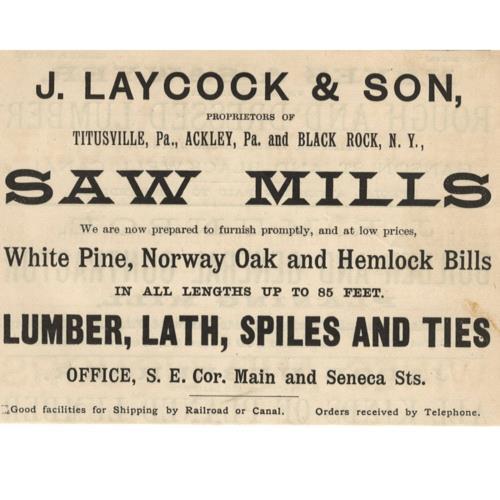 J. LAYCOCK & SON,
PROPRIETORS OF
TITUSVILLE, Pa., ACKLEY, Pa. and BLACK ROCK, N. Y.,
SAW MILLS
We are now prepared to furnish promptly, and at low prices,
White Pine, Norway Oak and Hemlock Bills
IN ALL LENGTHS UP TO 85 FEET.
LUMBER, LATH, SPILES AND TIES
OFFICE, S. E. Cor. Main and Seneca Sts.
Good facilities for Shipping by Railroad or Canal. Orders received by Telephone.